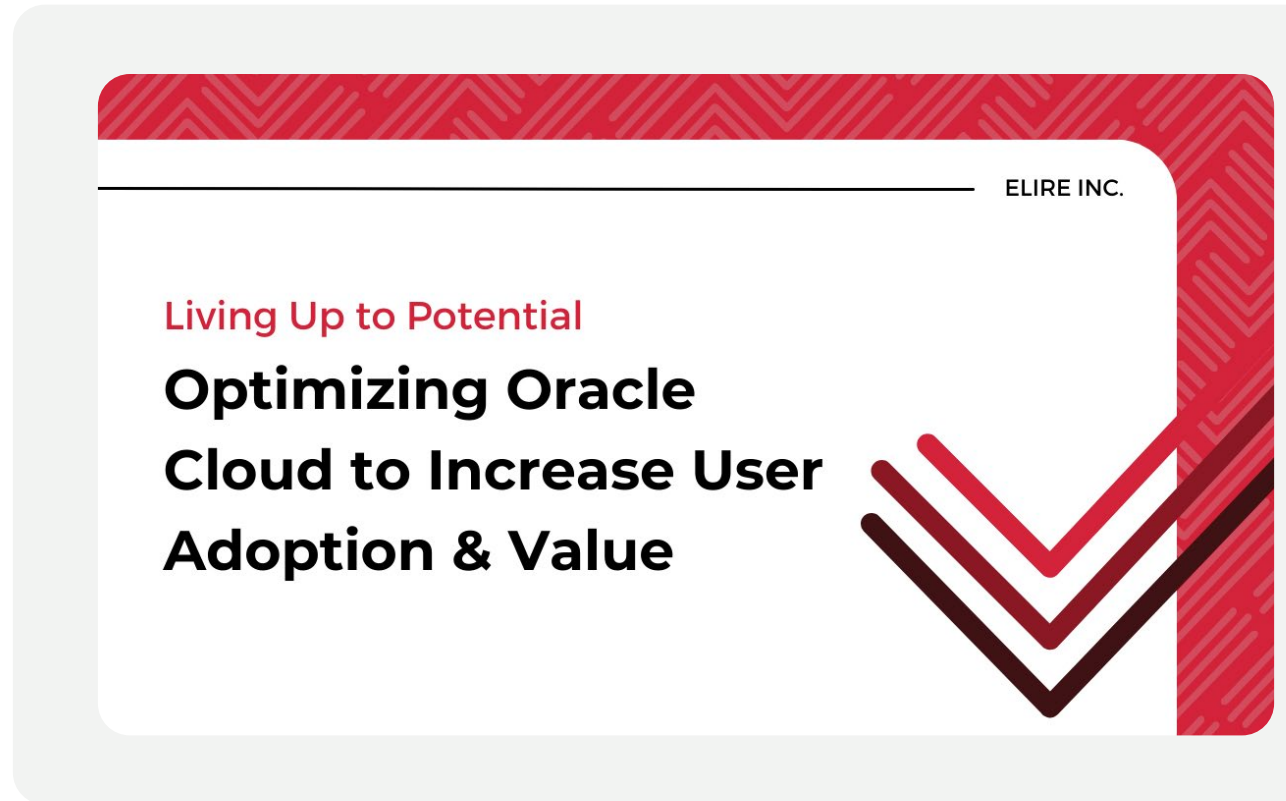 ELIRE INC.
Living Up to Potential
Optimizing Oracle
Cloud to Increase User
Adoption & Value